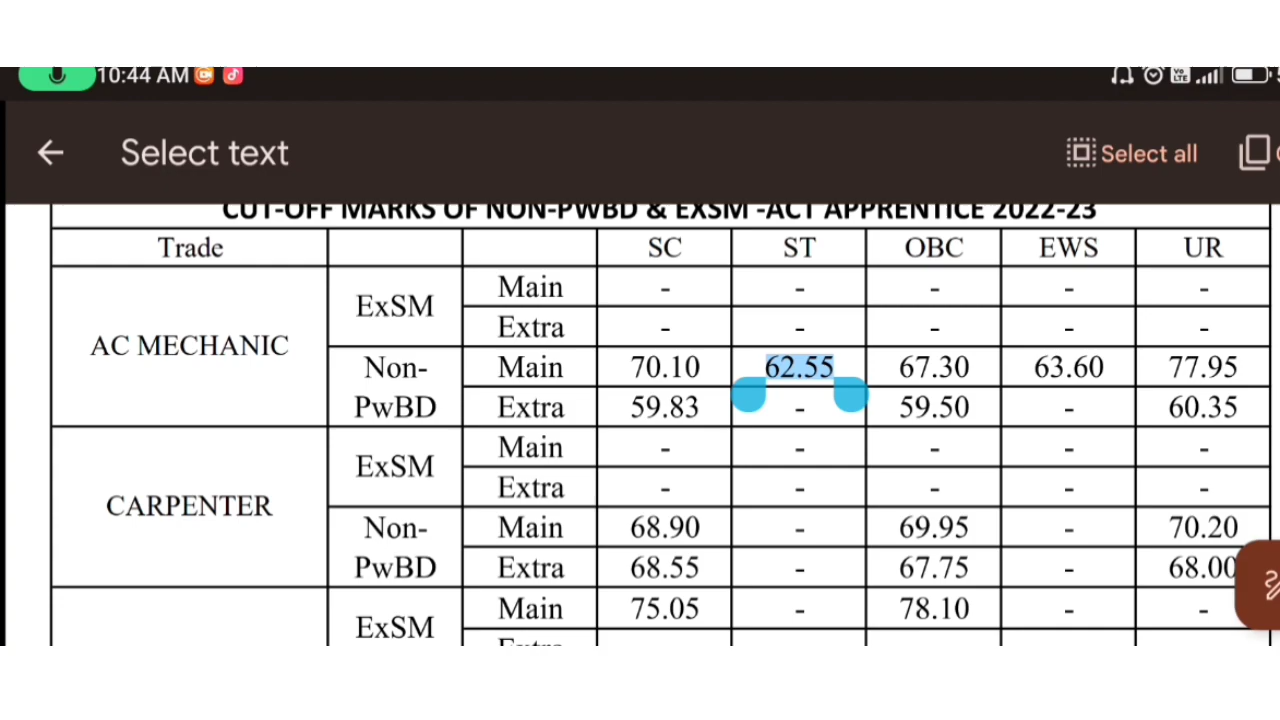 10:44 AM
Select text Select all
CUT-OFF MARKS OF NON-PWBD & EXSM -ACT APPRENTICE 2022-23
Trade SC ST OBC EWS UR
AC MECHANIC ExSM Main - - - - -
Extra - - - - -
Non-PwBD Main 70.10 62.55 67.30 63.60 77.95
Extra 59.83 - 59.50 - 60.35
CARPENTER ExSM Main - - - - -
Extra - - - - -
Non-PwBD Main 68.90 - 69.95 - 70.20
Extra 68.55 - 67.75 - 68.00
ExSM Main 75.05 - 78.10 - -